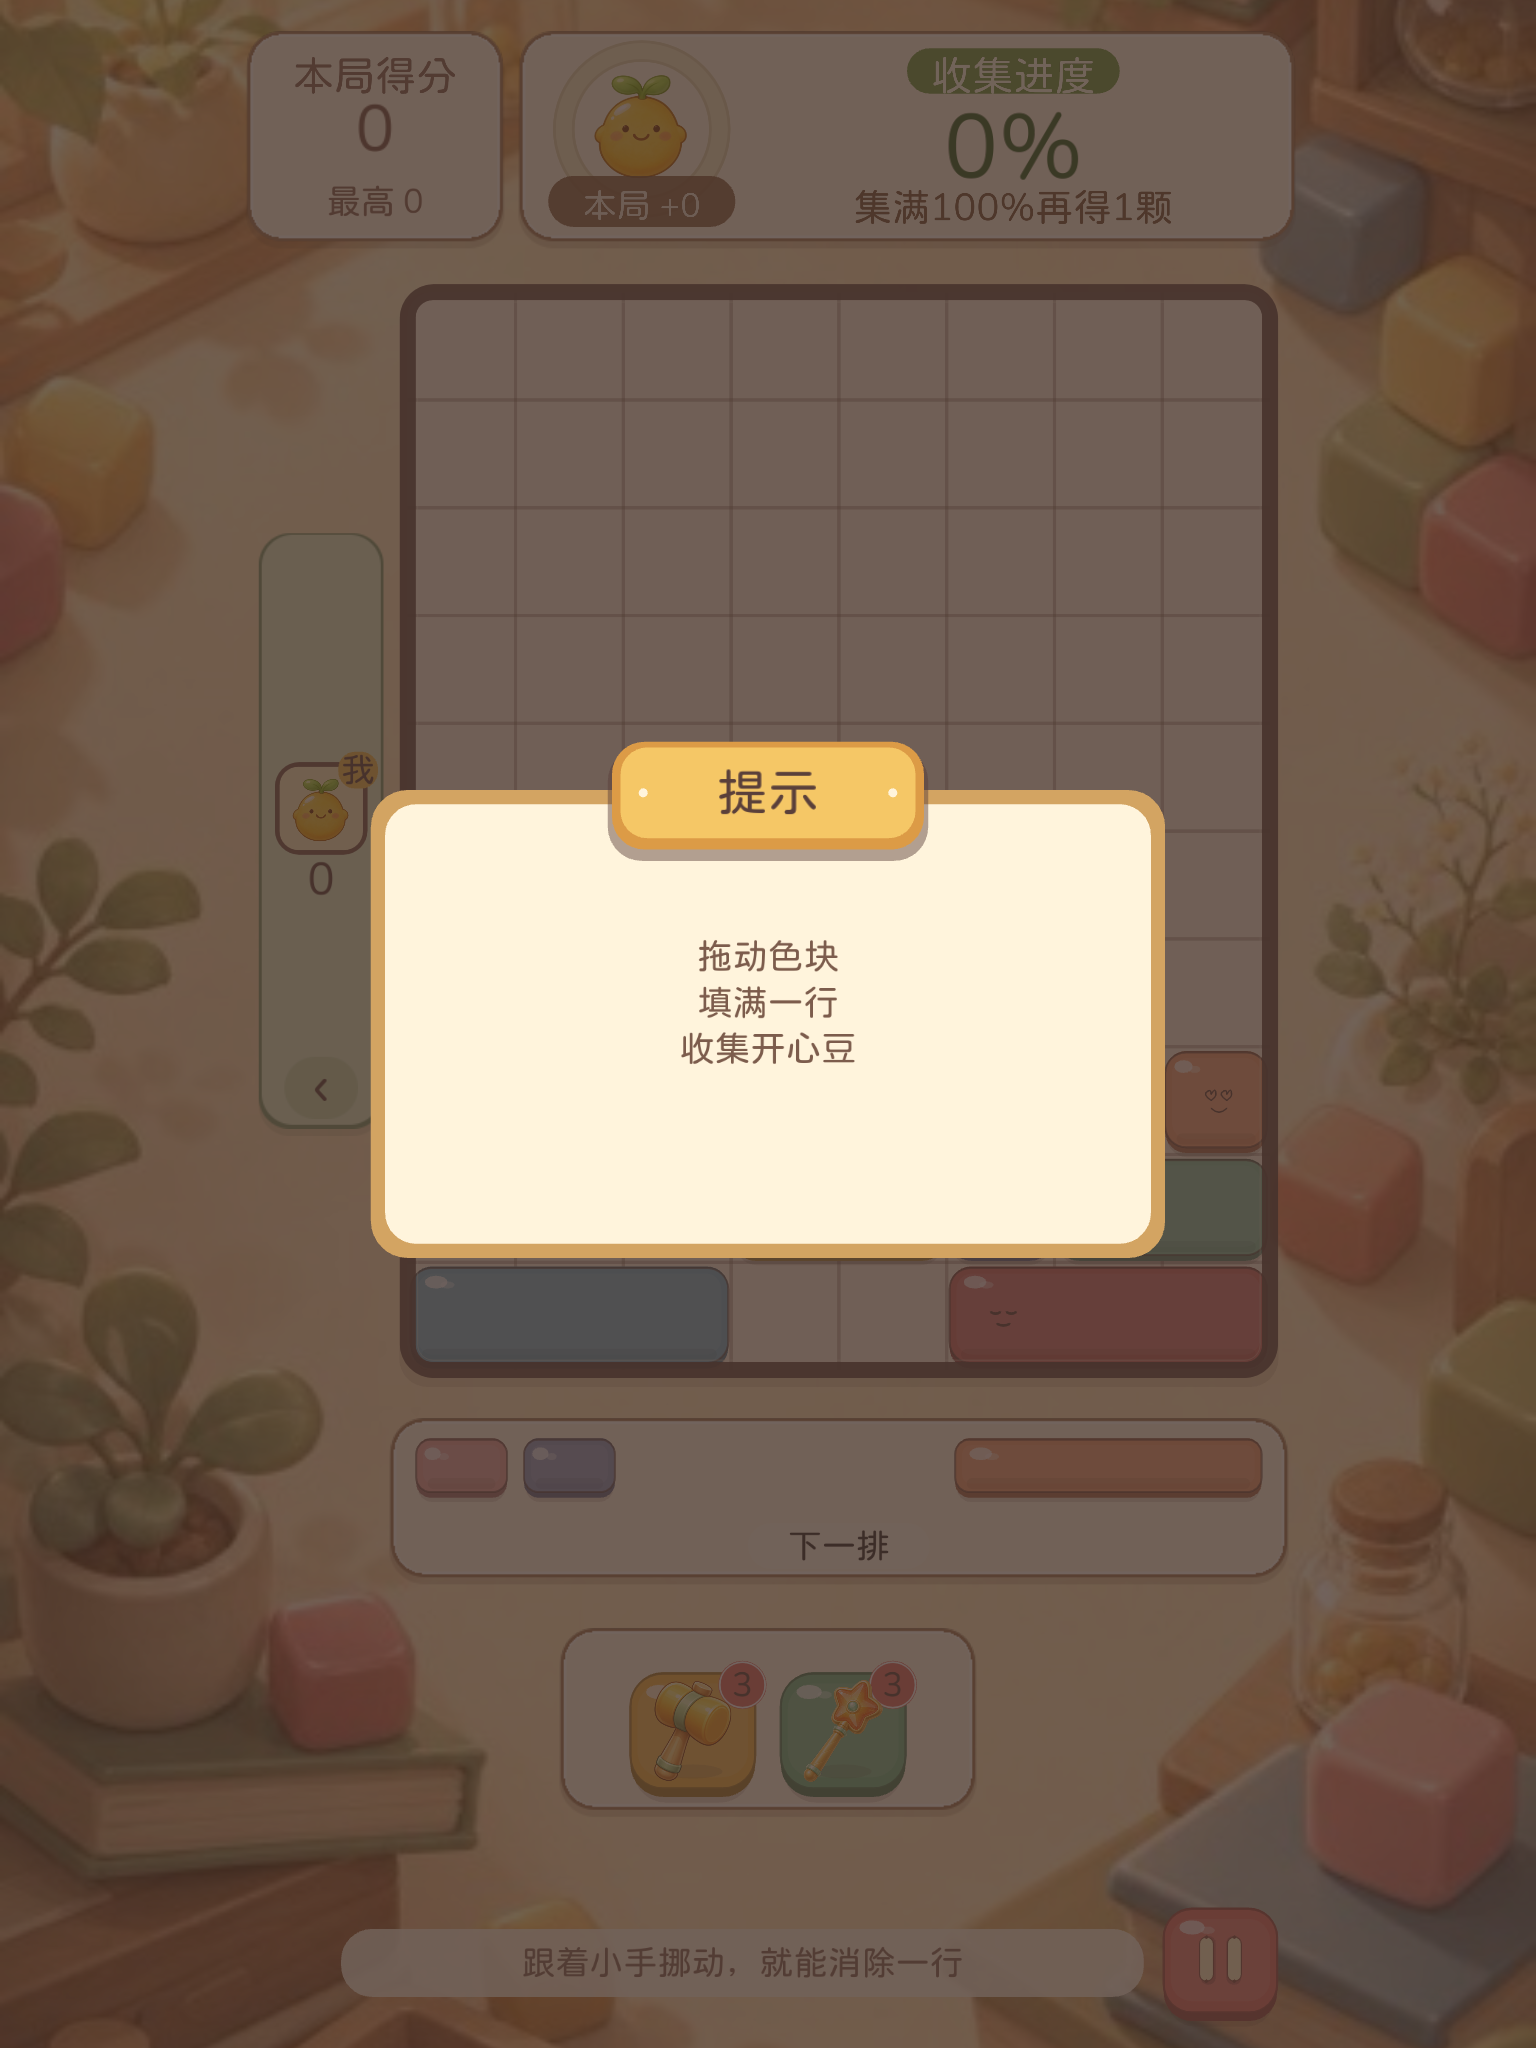 本局得分
0
最高 0
本局 +0
收集进度
0%
集满100%再得1颗
我
0
提示
拖动色块
填满一行
收集开心豆
下一排
3
3
跟着小手挪动，就能消除一行